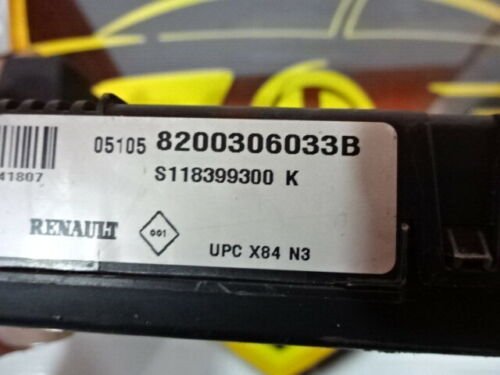 05105 8200306033B
41807
S118399300 K
RENAULT
001
UPC X84 N3